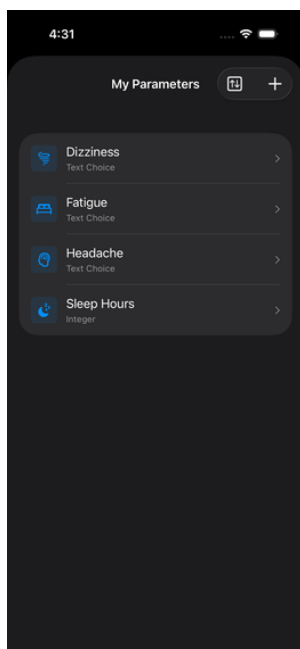 4:31
My Parameters
Dizziness
Text Choice
Fatigue
Text Choice
Headache
Text Choice
Sleep Hours
Integer